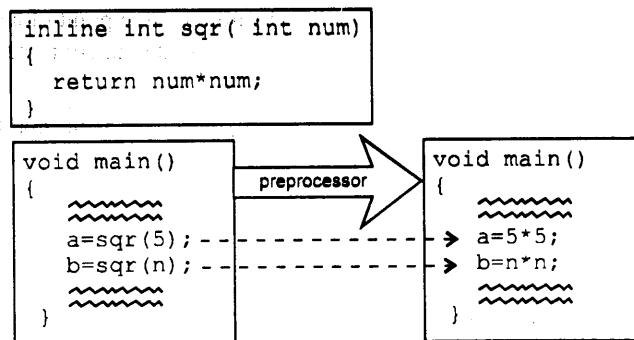 inline int sqr( int num)
{
return num*num;
}
void main()
{
a=sqr(5);
b=sqr(n);
}
preprocessor
void main()
{
a=5*5;
b=n*n;
}